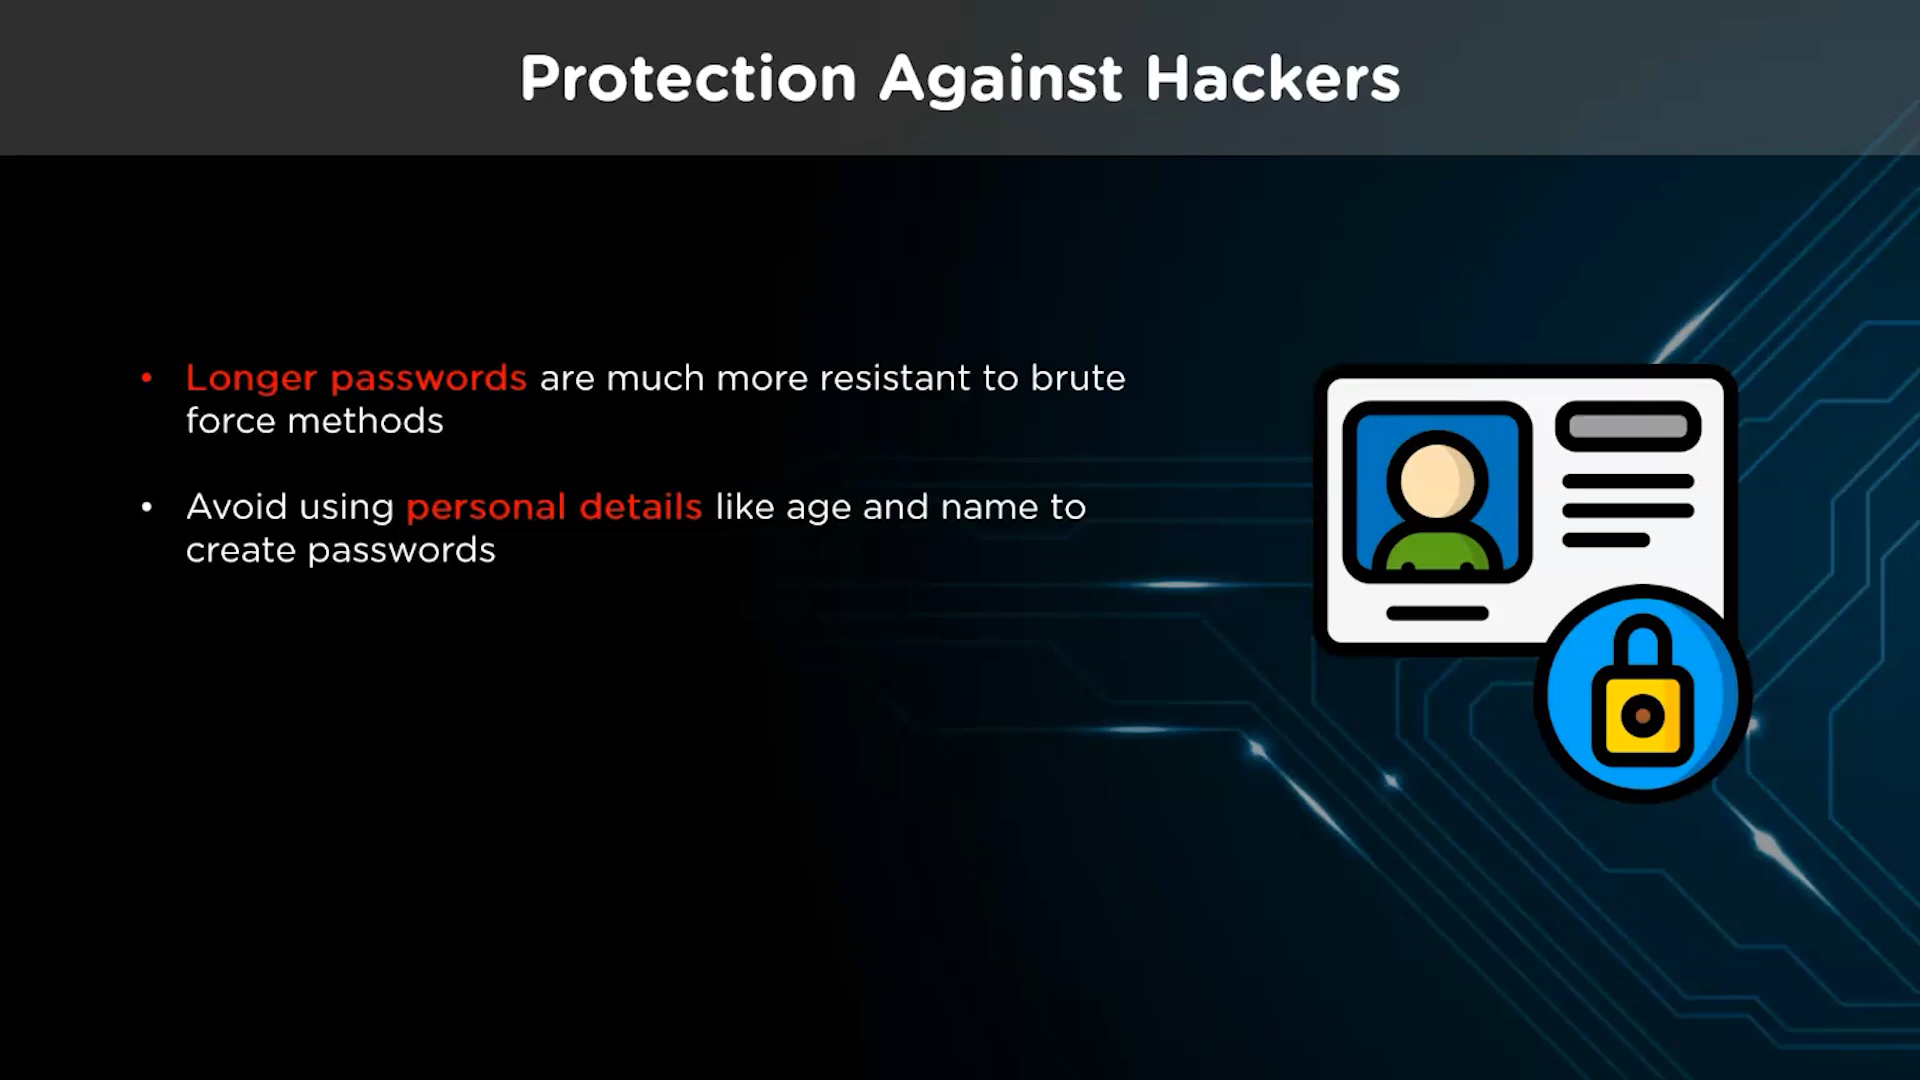 Protection Against Hackers
• Longer passwords are much more resistant to brute
force methods
• Avoid using personal details like age and name to
create passwords